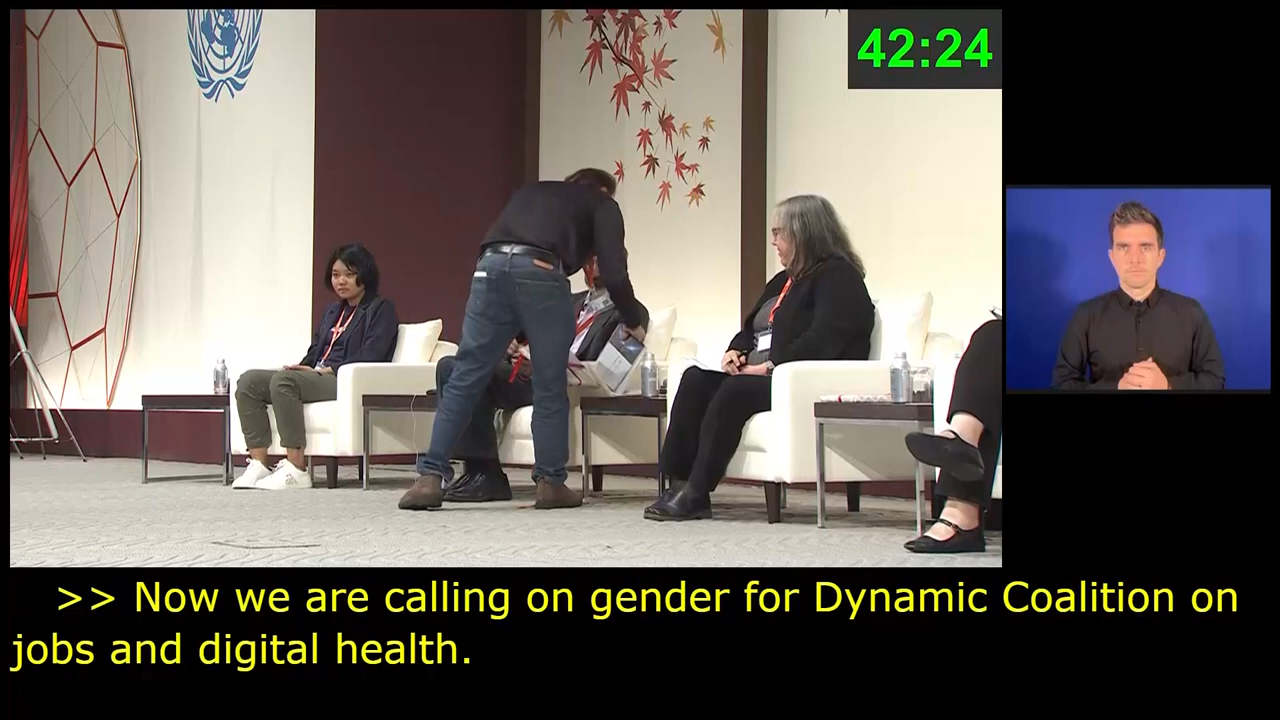 42:24
>> Now we are calling on gender for Dynamic Coalition on
jobs and digital health.